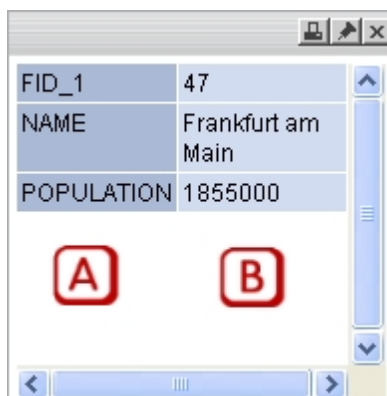 FID_1 47
NAME Frankfurt am
Main
POPULATION 1855000
A B